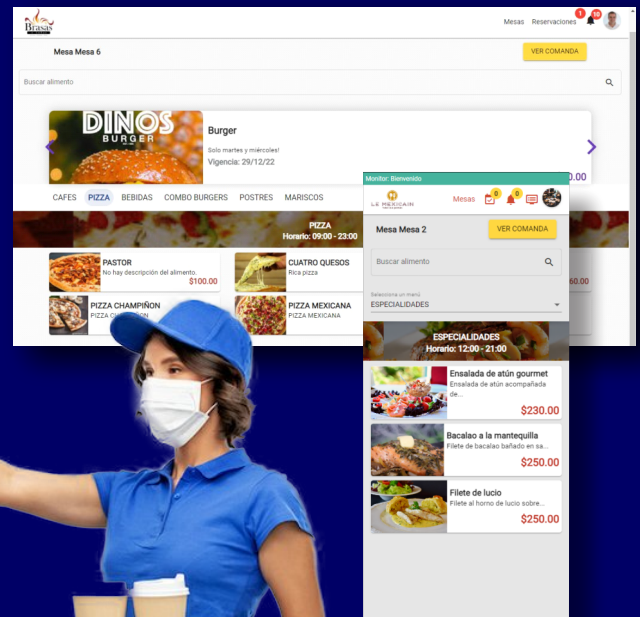 Brasas
Mesas Reservaciones 1 10
Mesa Mesa 6
VER COMANDA
Buscar alimento
DINOS
BURGER
Burger
Solo martes y miércoles!
Vigencia: 29/12/22
0.00
CAFES PIZZA BEBIDAS COMBO BURGERS POSTRES MARISCOS
PIZZA
Horario: 09:00 - 23:00
PASTOR
No hay descripción del alimento.
$100.00
CUATRO QUESOS
Rica pizza
60.00
PIZZA CHAMPIÑON
PIZZA MEXICANA
PIZZA MEXICANA
Monitor: Bienvenido
LE MEXICAIN
Mesas 0 0
Mesa Mesa 2
VER COMANDA
Buscar alimento
Selecciona un menú
ESPECIALIDADES
ESPECIALIDADES
Horario: 12:00 - 21:00
Ensalada de atún gourmet
Ensalada de atún acompañada
de...
$230.00
Bacalao a la mantequilla
Filete de bacalao bañado en sa...
$250.00
Filete de lucio
Filete al horno de lucio sobre...
$250.00